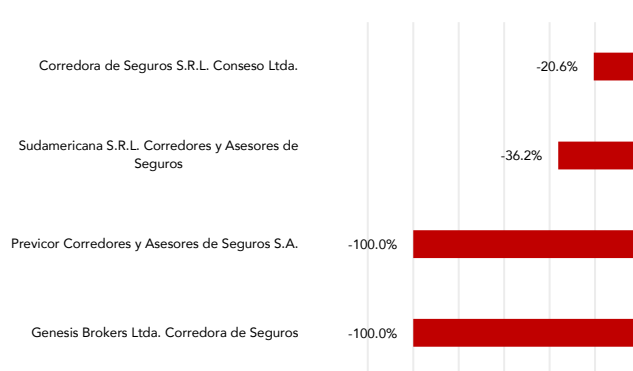 Corredora de Seguros S.R.L. Conseso Ltda.
-20.6%
Sudamericana S.R.L. Corredores y Asesores de
Seguros
-36.2%
Previcor Corredores y Asesores de Seguros S.A.
-100.0%
Genesis Brokers Ltda. Corredora de Seguros
-100.0%